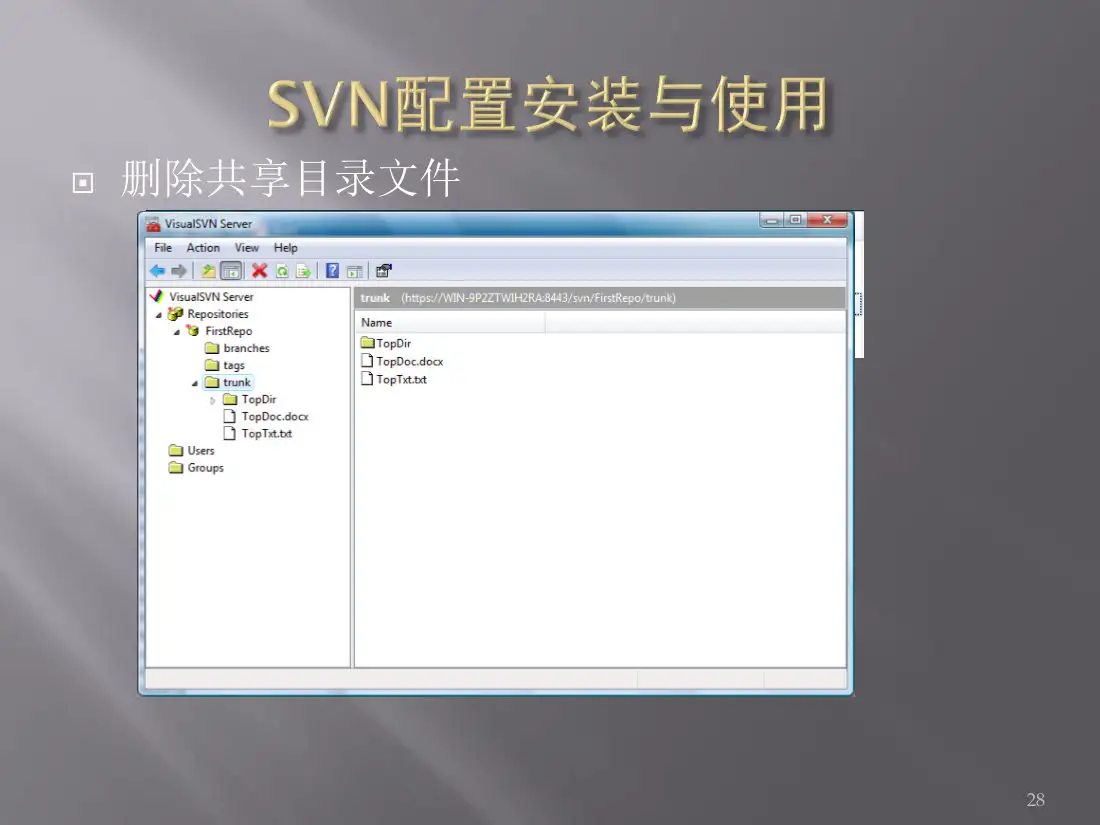 SVN配置安装与使用
删除共享目录文件
VisualSVN Server
File Action View Help
VisualSVN Server
Repositories
FirstRepo
branches
tags
trunk
TopDir
TopDoc.docx
TopTxt.txt
Users
Groups
trunk (https://WIN-9P2ZTWIH2RA:8443/svn/FirstRepo/trunk)
Name
TopDir
TopDoc.docx
TopTxt.txt
28